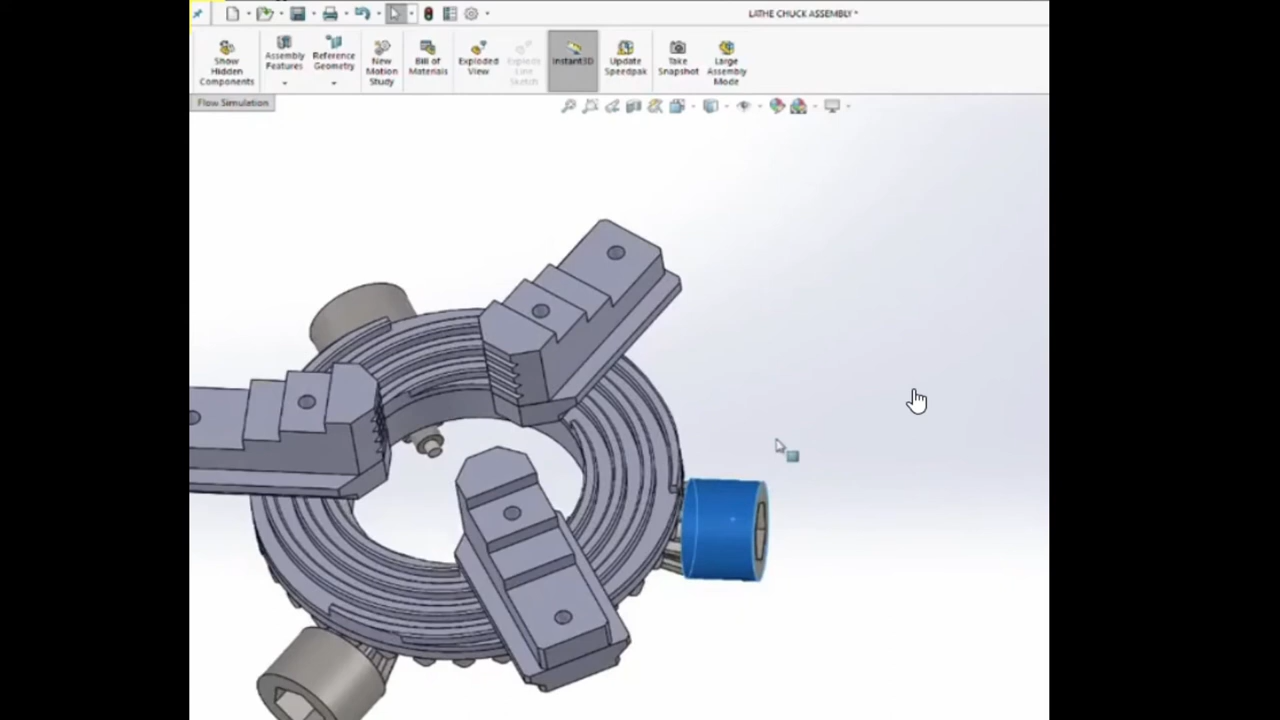 LATHE CHUCK ASSEMBLY *
Show Hidden Components
Assembly Features
Reference Geometry
New Motion Study
Bill of Materials
Exploded View
Explode Line Sketch
Instant3D
Update Speedpak
Take Snapshot
Large Assembly Mode
Flow Simulation